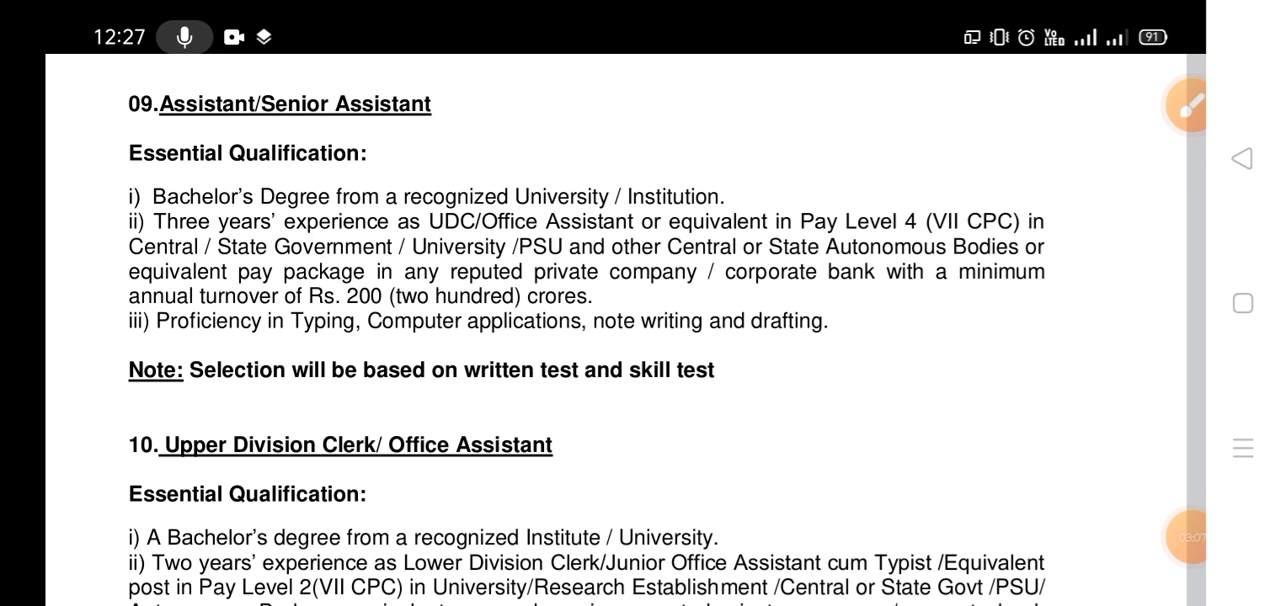 12:27
Vo
LTED
91
09.Assistant/Senior Assistant
Essential Qualification:
i) Bachelor’s Degree from a recognized University / Institution.
ii) Three years’ experience as UDC/Office Assistant or equivalent in Pay Level 4 (VII CPC) in
Central / State Government / University /PSU and other Central or State Autonomous Bodies or
equivalent pay package in any reputed private company / corporate bank with a minimum
annual turnover of Rs. 200 (two hundred) crores.
iii) Proficiency in Typing, Computer applications, note writing and drafting.
Note: Selection will be based on written test and skill test
10. Upper Division Clerk/ Office Assistant
Essential Qualification:
i) A Bachelor’s degree from a recognized Institute / University.
03:07
ii) Two years’ experience as Lower Division Clerk/Junior Office Assistant cum Typist /Equivalent
post in Pay Level 2(VII CPC) in University/Research Establishment /Central or State Govt /PSU/